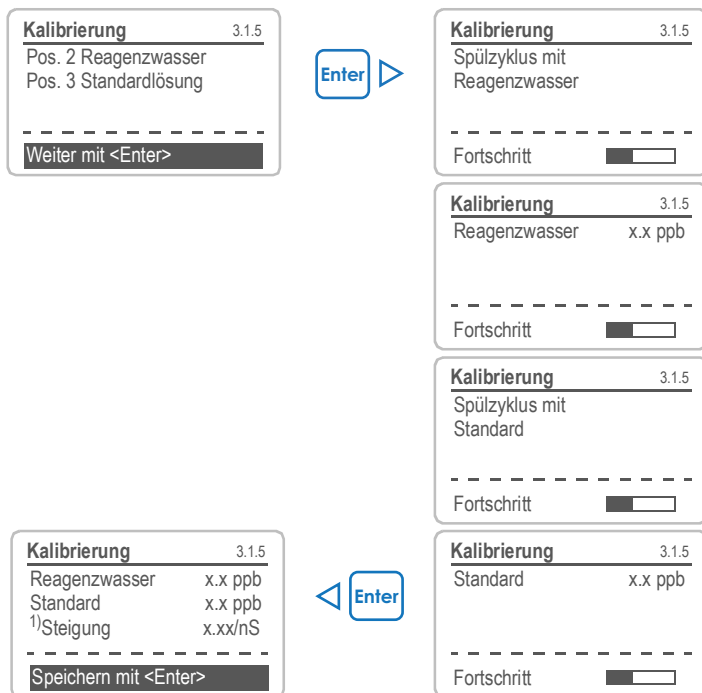 Kalibrierung 3.1.5
Pos. 2 Reagenzwasser
Pos. 3 Standardlösung
Weiter mit <Enter>
Enter
Kalibrierung 3.1.5
Spülzyklus mit
Reagenzwasser
Fortschritt
Kalibrierung 3.1.5
Reagenzwasser x.x ppb
Fortschritt
Kalibrierung 3.1.5
Spülzyklus mit
Standard
Fortschritt
Kalibrierung 3.1.5
Standard x.x ppb
Fortschritt
Enter
Kalibrierung 3.1.5
Reagenzwasser x.x ppb
Standard x.x ppb
1)Steigung x.xx/nS
Speichern mit <Enter>